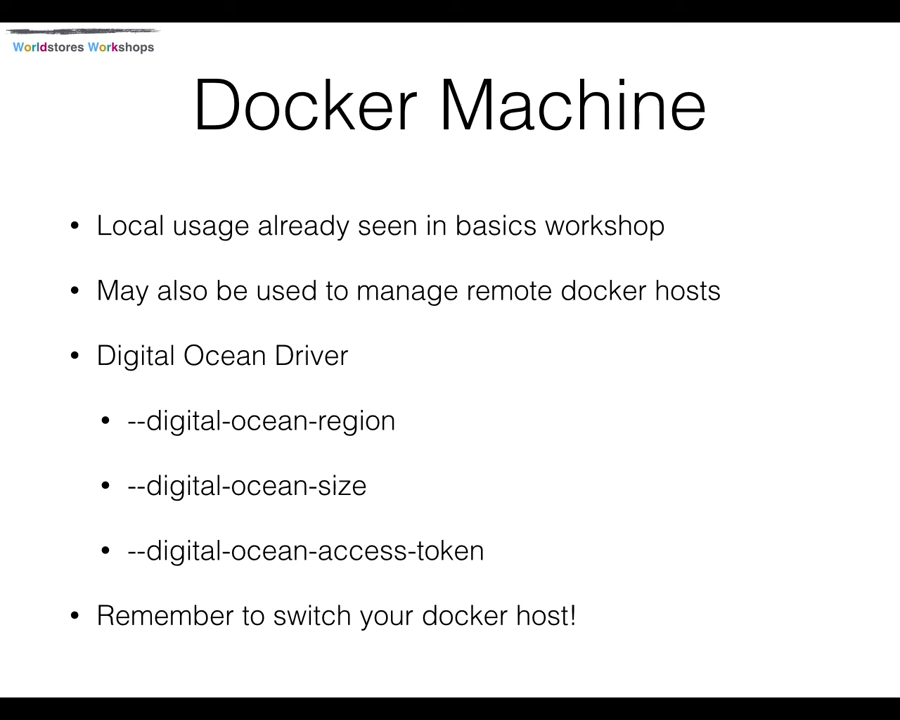 Worldstores Workshops
Docker Machine
• Local usage already seen in basics workshop
• May also be used to manage remote docker hosts
• Digital Ocean Driver
• --digital-ocean-region
• --digital-ocean-size
• --digital-ocean-access-token
• Remember to switch your docker host!